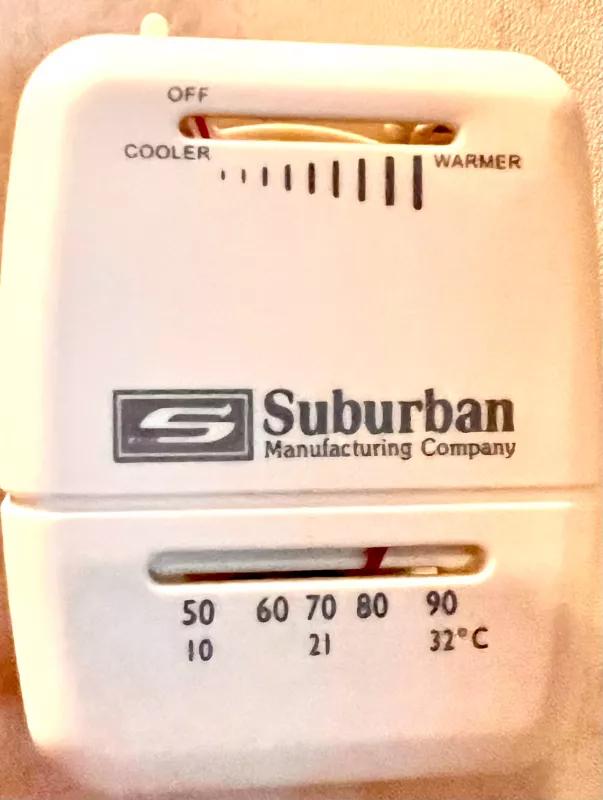 OFF
COOLER WARMER
Suburban
Manufacturing Company
50 60 70 80 90
10 21 32°C